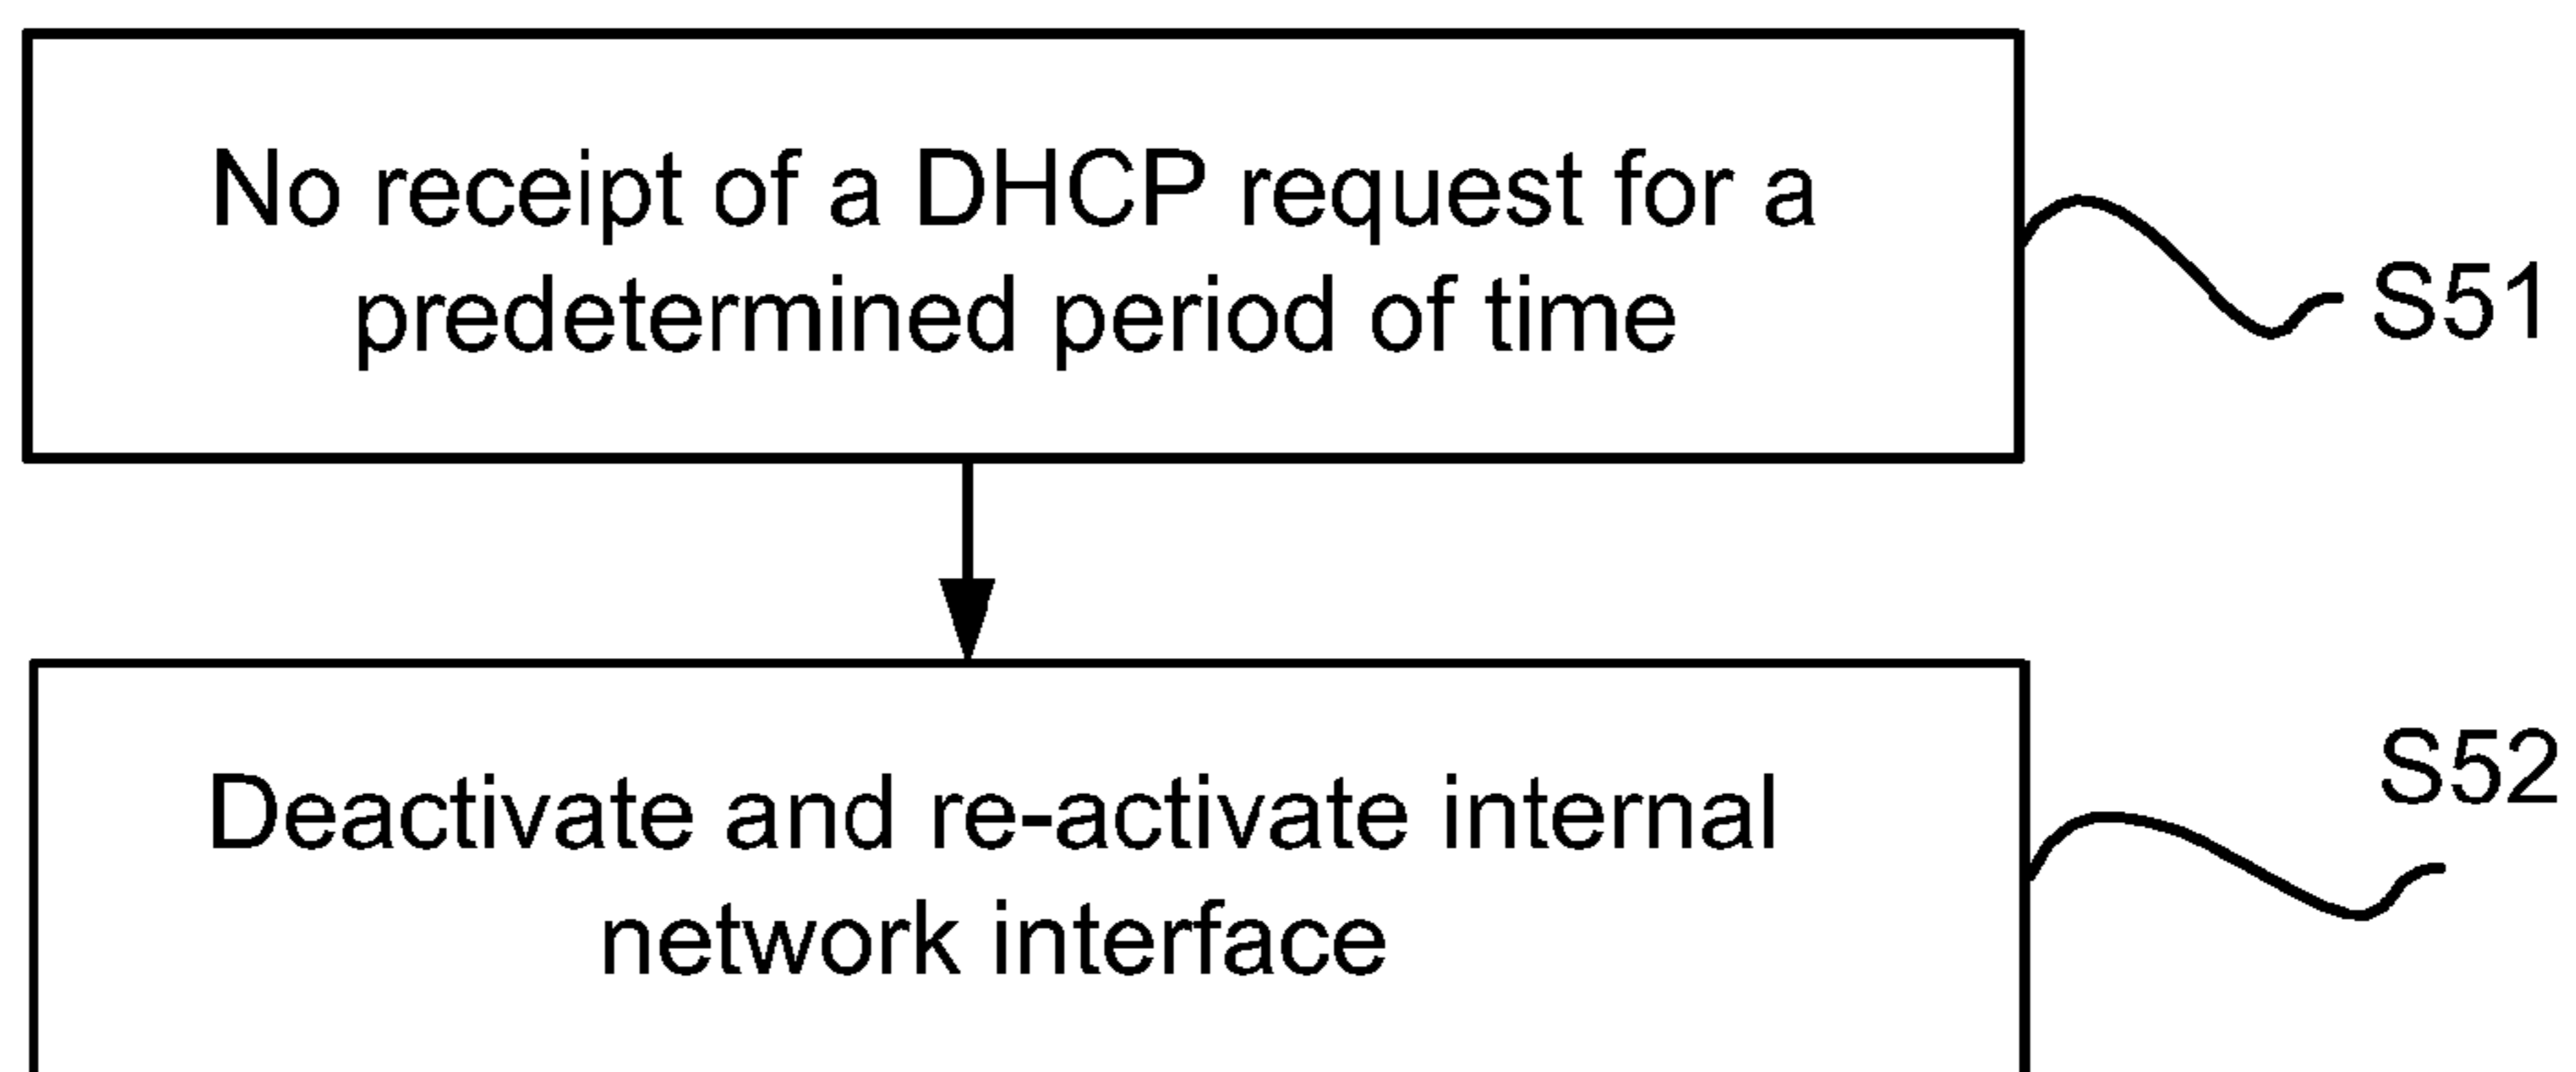 No receipt of a DHCP request for a
predetermined period of time
S51
Deactivate and re-activate internal
network interface
S52